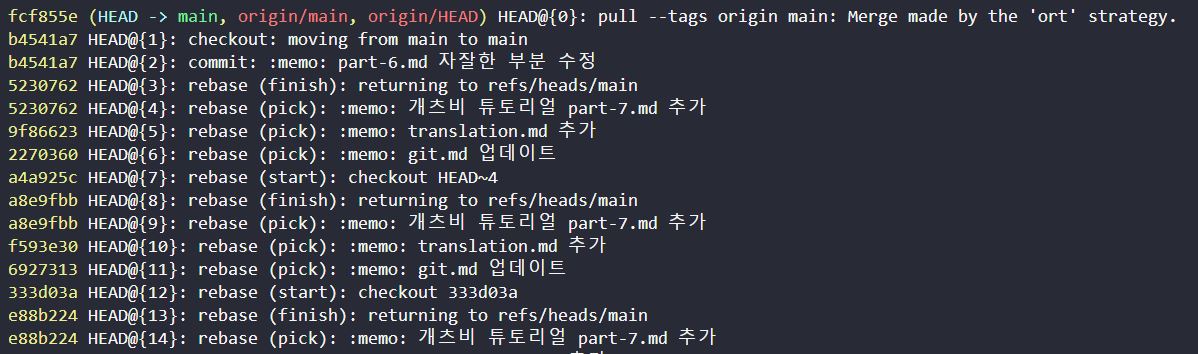 fcf855e (HEAD -> main, origin/main, origin/HEAD) HEAD@{0}: pull --tags origin main: Merge made by the 'ort' strategy.
b4541a7 HEAD@{1}: checkout: moving from main to main
b4541a7 HEAD@{2}: commit: :memo: part-6.md 자잘한 부분 수정
5230762 HEAD@{3}: rebase (finish): returning to refs/heads/main
5230762 HEAD@{4}: rebase (pick): :memo: 개츠비 튜토리얼 part-7.md 추가
9f86623 HEAD@{5}: rebase (pick): :memo: translation.md 추가
2270360 HEAD@{6}: rebase (pick): :memo: git.md 업데이트
a4a925c HEAD@{7}: rebase (start): checkout HEAD~4
a8e9fbb HEAD@{8}: rebase (finish): returning to refs/heads/main
a8e9fbb HEAD@{9}: rebase (pick): :memo: 개츠비 튜토리얼 part-7.md 추가
f593e30 HEAD@{10}: rebase (pick): :memo: translation.md 추가
6927313 HEAD@{11}: rebase (pick): :memo: git.md 업데이트
333d03a HEAD@{12}: rebase (start): checkout 333d03a
e88b224 HEAD@{13}: rebase (finish): returning to refs/heads/main
e88b224 HEAD@{14}: rebase (pick): :memo: 개츠비 튜토리얼 part-7.md 추가